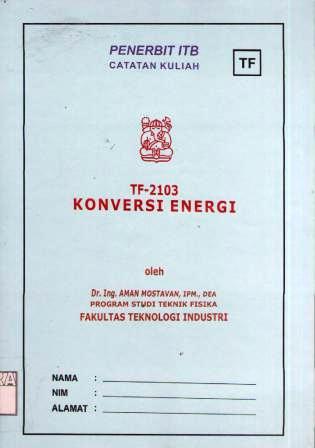 PENERBIT ITB
CATATAN KULIAH
TF
TF-2103
KONVERSI ENERGI
oleh
Dr. Ing. AMAN MOSTAVAN, IPM., DEA
PROGRAM STUDI TEKNIK FISIKA
FAKULTAS TEKNOLOGI INDUSTRI
NAMA :
NIM :
ALAMAT :